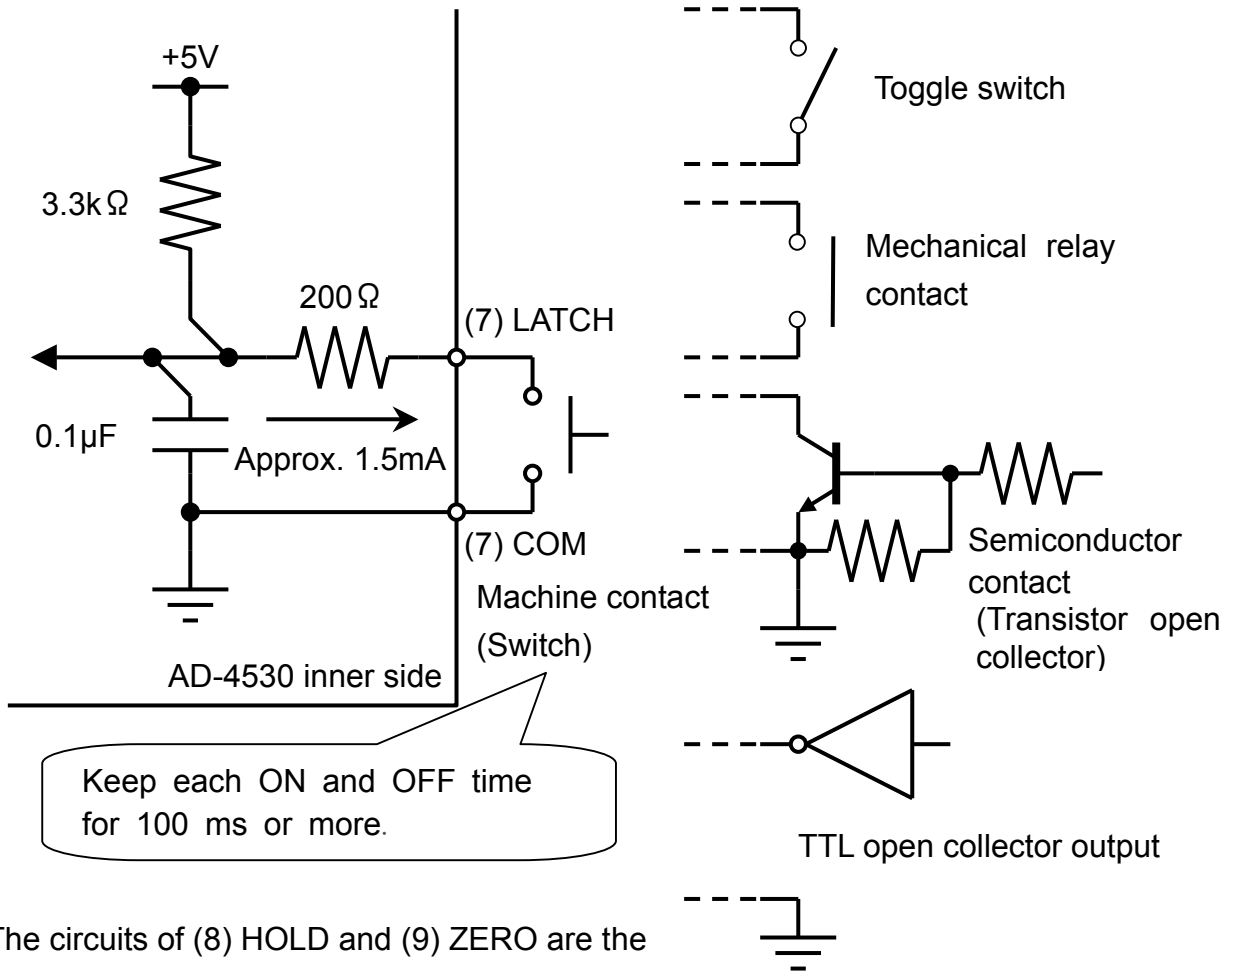 +5V
3.3kΩ
200Ω
(7) LATCH
0.1µF
Approx. 1.5mA
(7) COM
Machine contact
(Switch)
AD-4530 inner side
Keep each ON and OFF time
for 100 ms or more.
The circuits of (8) HOLD and (9) ZERO are the
Toggle switch
Mechanical relay
contact
Semiconductor
contact
(Transistor open
collector)
TTL open collector output